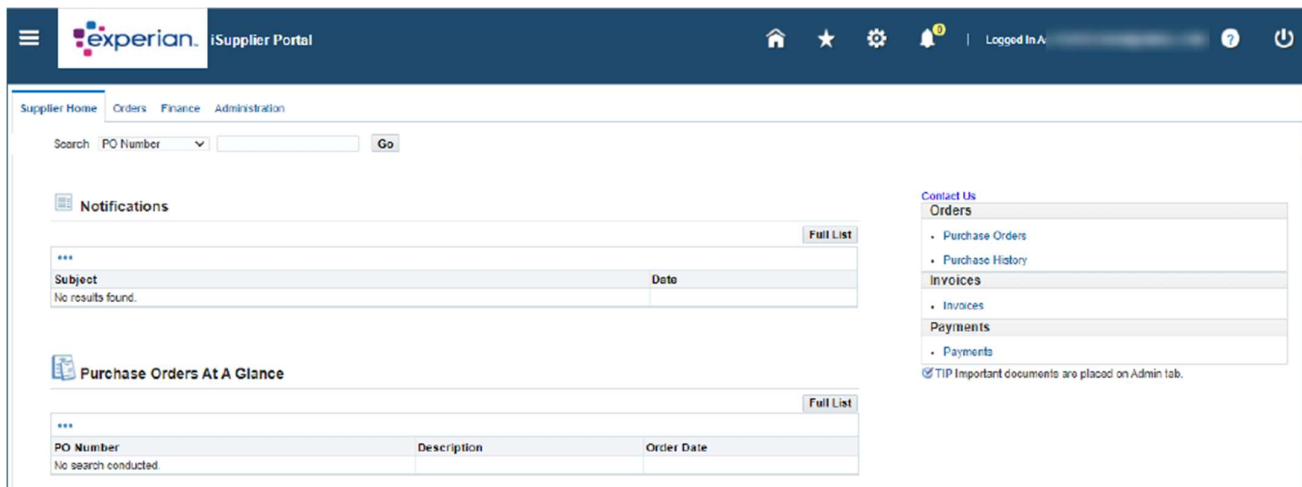 experian. iSupplier Portal
0
Logged In A
?
Supplier Home Orders Finance Administration
Search PO Number Go
Notifications
Full List
Subject Date
No results found.
Purchase Orders At A Glance
Full List
PO Number Description Order Date
No search conducted.
Contact Us
Orders
Purchase Orders
Purchase History
Invoices
Invoices
Payments
Payments
TIP Important documents are placed on Admin tab.